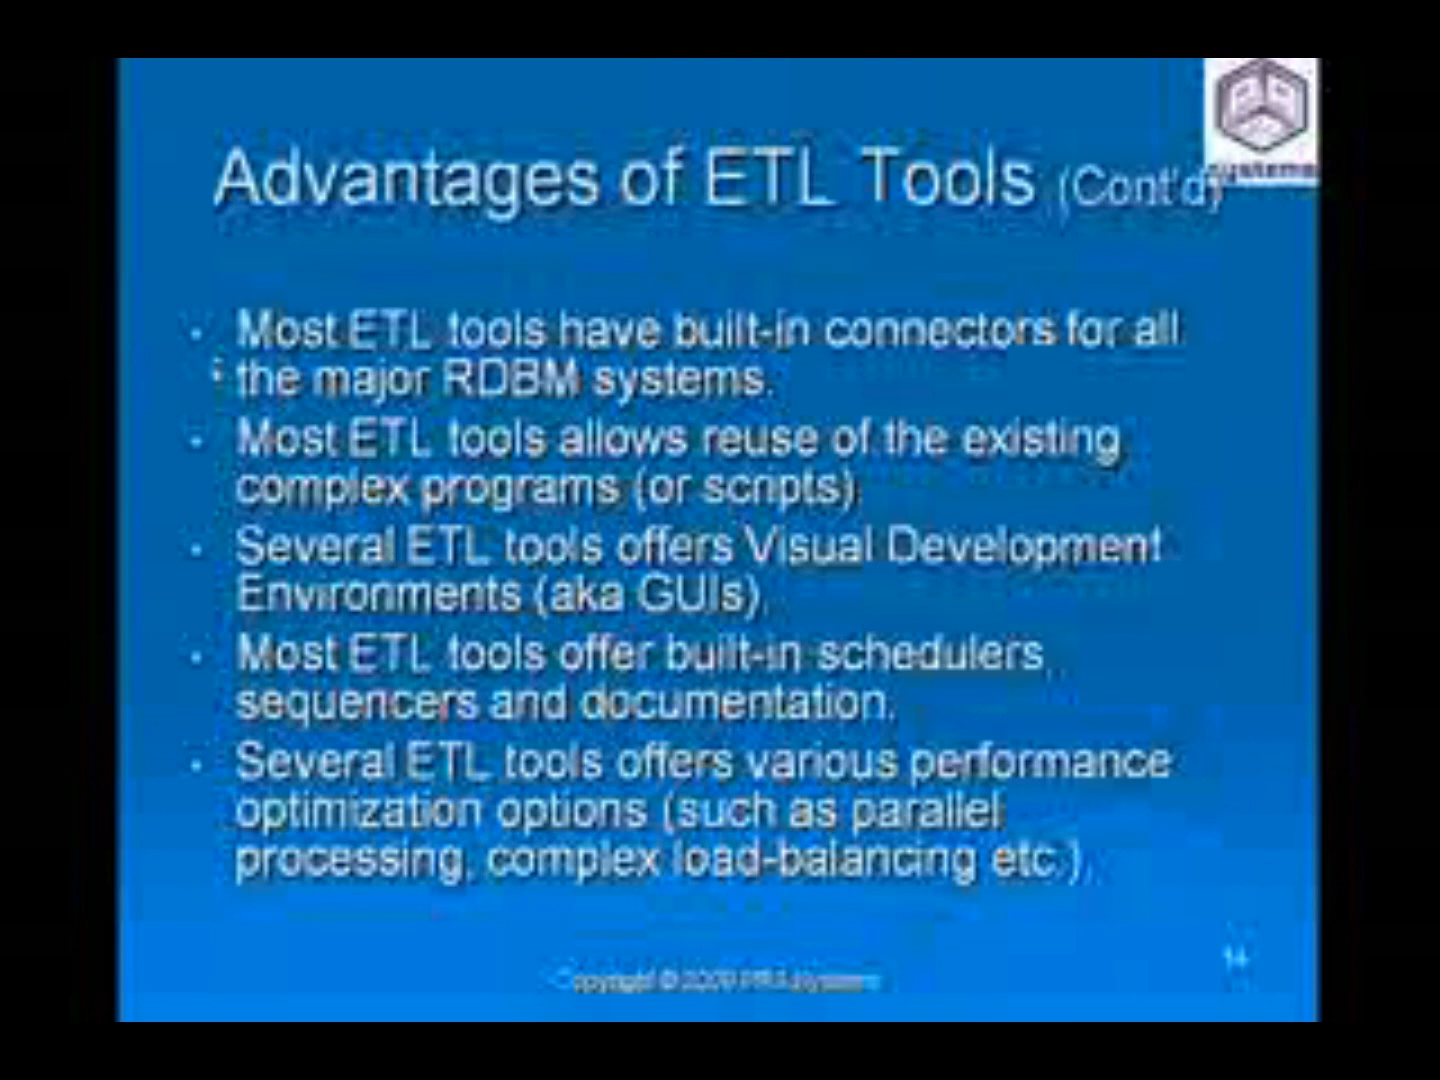 systems
Advantages of ETL Tools (Cont'd)
• Most ETL tools have built-in connectors for all
the major RDBM systems.
• Most ETL tools allows reuse of the existing
complex programs (or scripts)
• Several ETL tools offers Visual Development
Environments (aka GUIs)
• Most ETL tools offer built-in schedulers,
sequencers and documentation.
• Several ETL tools offers various performance
optimization options (such as parallel
processing, complex load-balancing etc.)
14
Copyright ©